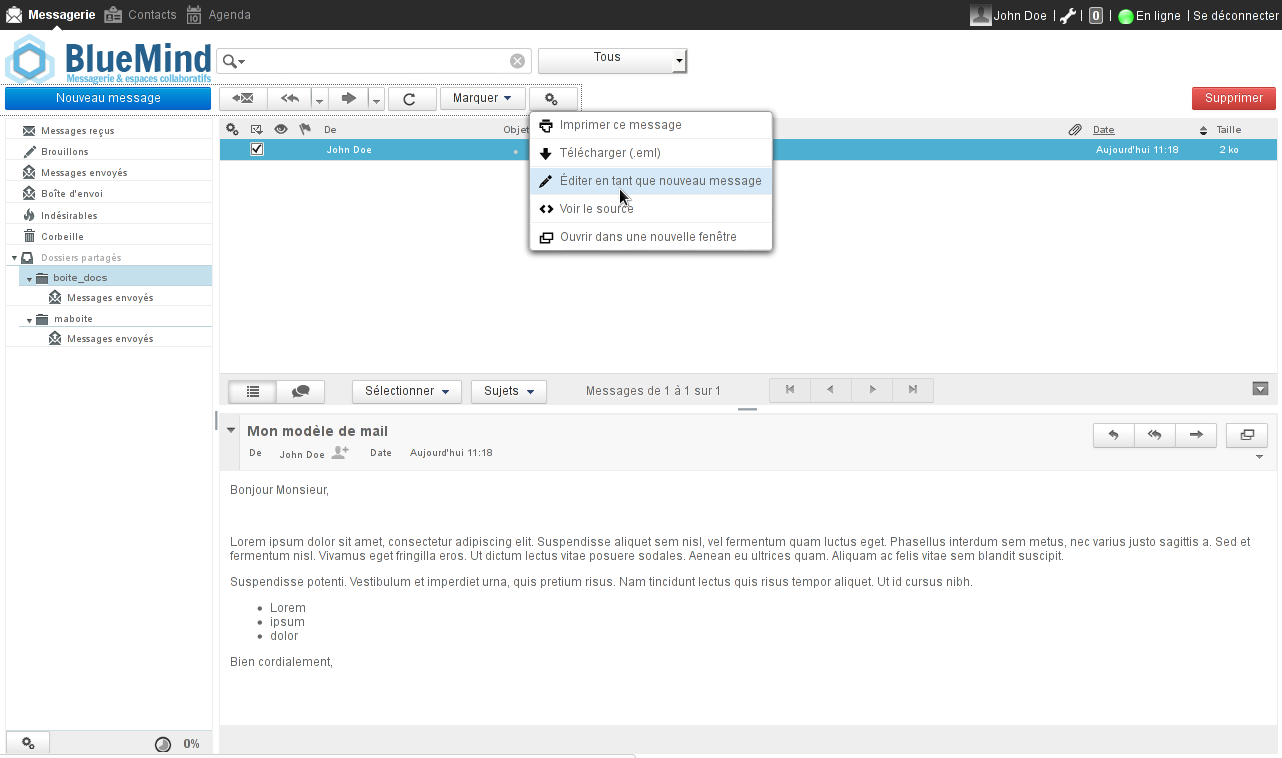 Messagerie Contacts Agenda John Doe | | 0 | En ligne | Se déconnecter
BlueMind
Messagerie & espaces collaboratifs
Tous
Nouveau message Marquer Supprimer
Messages reçus
Brouillons
Messages envoyés
Boîte d'envoi
Indésirables
Corbeille
Dossiers partagés
boite_docs
Messages envoyés
maboite
Messages envoyés
0%
De Objet Date Taille
John Doe Aujourd'hui 11:18 2 ko
Imprimer ce message
Télécharger (.eml)
Éditer en tant que nouveau message
Voir le source
Ouvrir dans une nouvelle fenêtre
Sélectionner Sujets Messages de 1 à 1 sur 1
Mon modèle de mail
De John Doe Date Aujourd'hui 11:18
Bonjour Monsieur,
Lorem ipsum dolor sit amet, consectetur adipiscing elit. Suspendisse aliquet sem nisl, vel fermentum quam luctus eget. Phasellus interdum sem metus, nec varius justo sagittis a. Sed et
fermentum nisl. Vivamus eget fringilla eros. Ut dictum lectus vitae posuere sodales. Aenean eu ultrices quam. Aliquam ac felis vitae sem blandit suscipit.
Suspendisse potenti. Vestibulum et imperdiet urna, quis pretium risus. Nam tincidunt lectus quis risus tempor aliquet. Ut id cursus nibh.
• Lorem
• ipsum
• dolor
Bien cordialement,